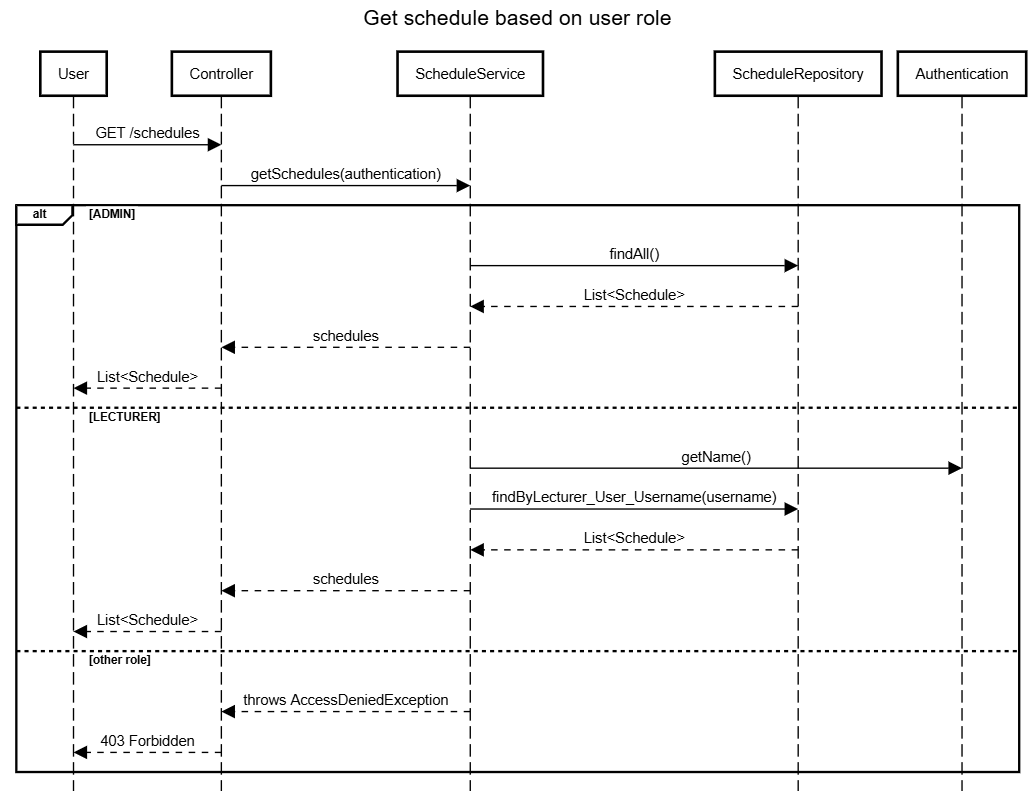 Get schedule based on user role
User
Controller
ScheduleService
ScheduleRepository
Authentication
GET /schedules
getSchedules(authentication)
alt
[ADMIN]
findAll()
List<Schedule>
schedules
List<Schedule>
[LECTURER]
getName()
findByLecturer_User_Username(username)
List<Schedule>
schedules
List<Schedule>
[other role]
throws AccessDeniedException
403 Forbidden